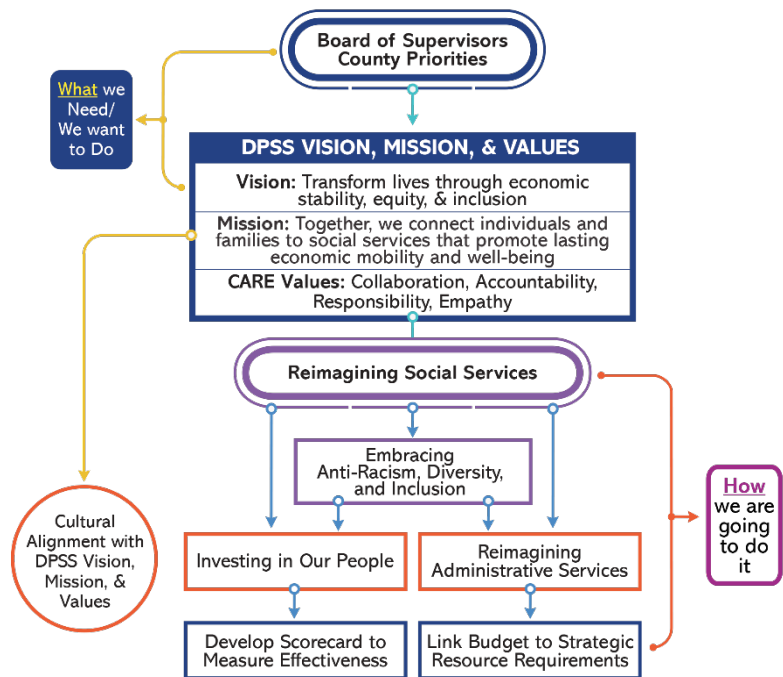 Board of Supervisors
County Priorities
What we
Need/
We want
to Do
DPSS VISION, MISSION, & VALUES
Vision: Transform lives through economic
stability, equity, & inclusion
Mission: Together, we connect individuals and
families to social services that promote lasting
economic mobility and well-being
CARE Values: Collaboration, Accountability,
Responsibility, Empathy
Reimagining Social Services
Embracing
Anti-Racism, Diversity,
and Inclusion
How
we are
going
to do
it
Cultural
Alignment with
DPSS Vision,
Mission, &
Values
Investing in Our People
Reimagining
Administrative Services
Develop Scorecard to
Measure Effectiveness
Link Budget to Strategic
Resource Requirements